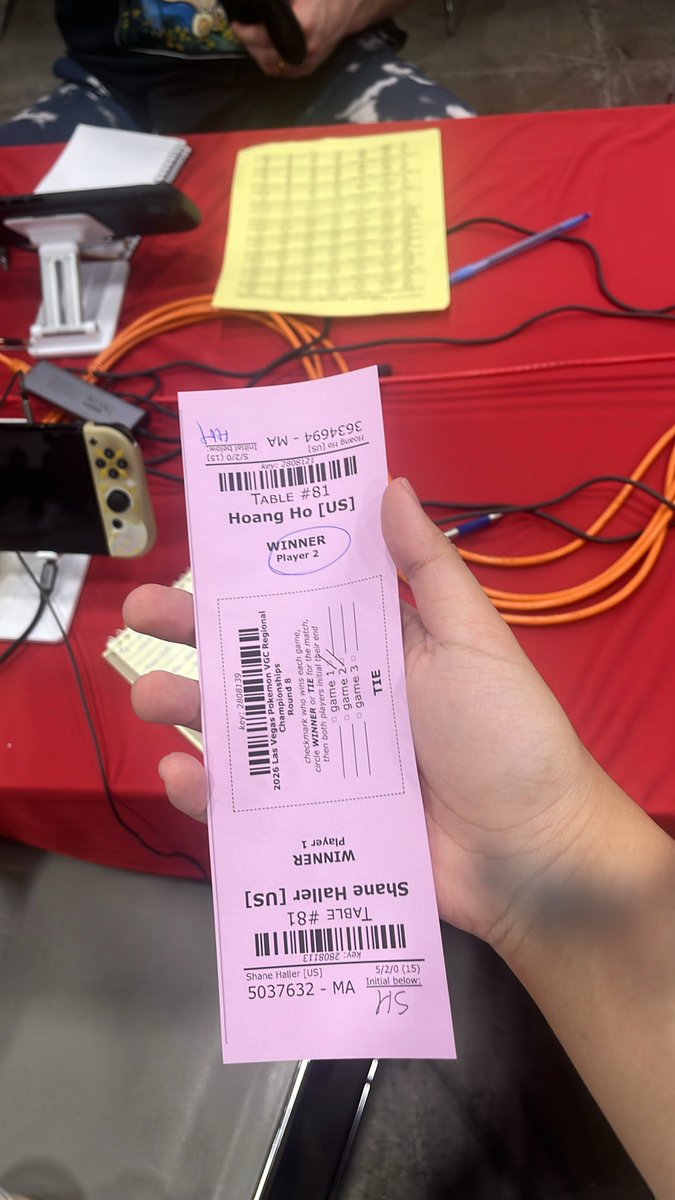 HH
5/2/0 (15)
Initial below:
Hoang Ho [US]
3634694 - MA
key: 2808121
TABLE #81
Hoang Ho [US]
WINNER
Player 2
key: 2808139
2026 Las Vegas Pokemon VGC Regional
Championships
Round 8
checkmark who wins each game,
circle WINNER or TIE for the match,
then both players initial their end
game 1
game 2
game 3
TIE
WINNER
Player 1
Shane Haller [US]
TABLE #81
key: 2808113
Shane Haller [US]
5037632 - MA
5/2/0 (15)
Initial below:
SH